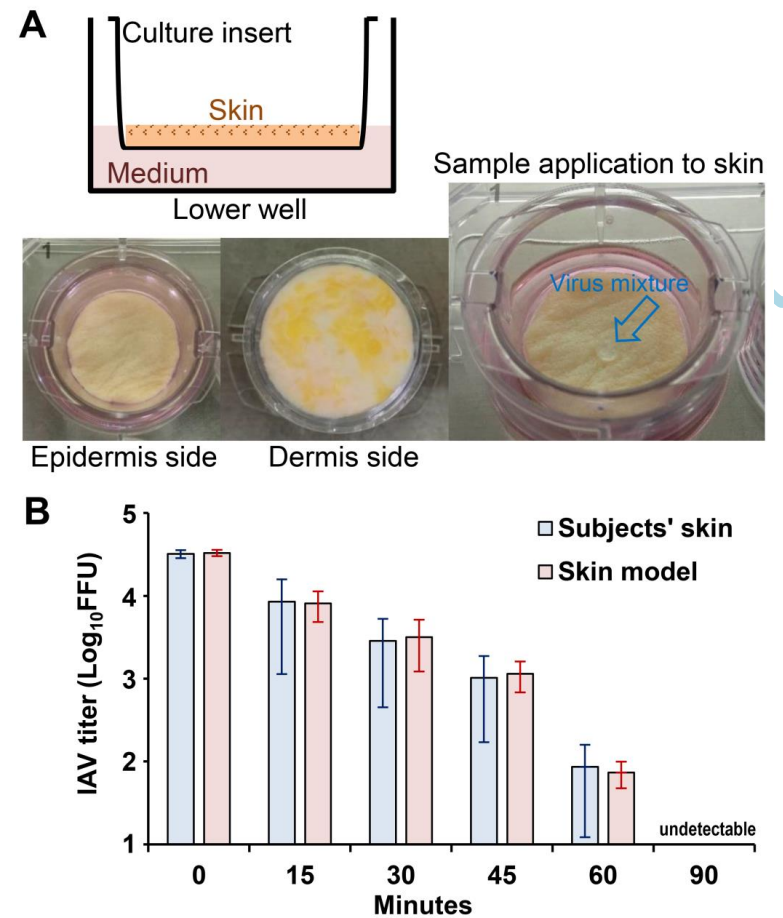 A
Culture insert
Skin
Medium
Lower well
Sample application to skin
1
1
Virus mixture
Epidermis side
Dermis side
B
IAV titer (Log₁₀FFU)
5
4
3
2
1
Subjects' skin
Skin model
undetectable
0 15 30 45 60 90
Minutes